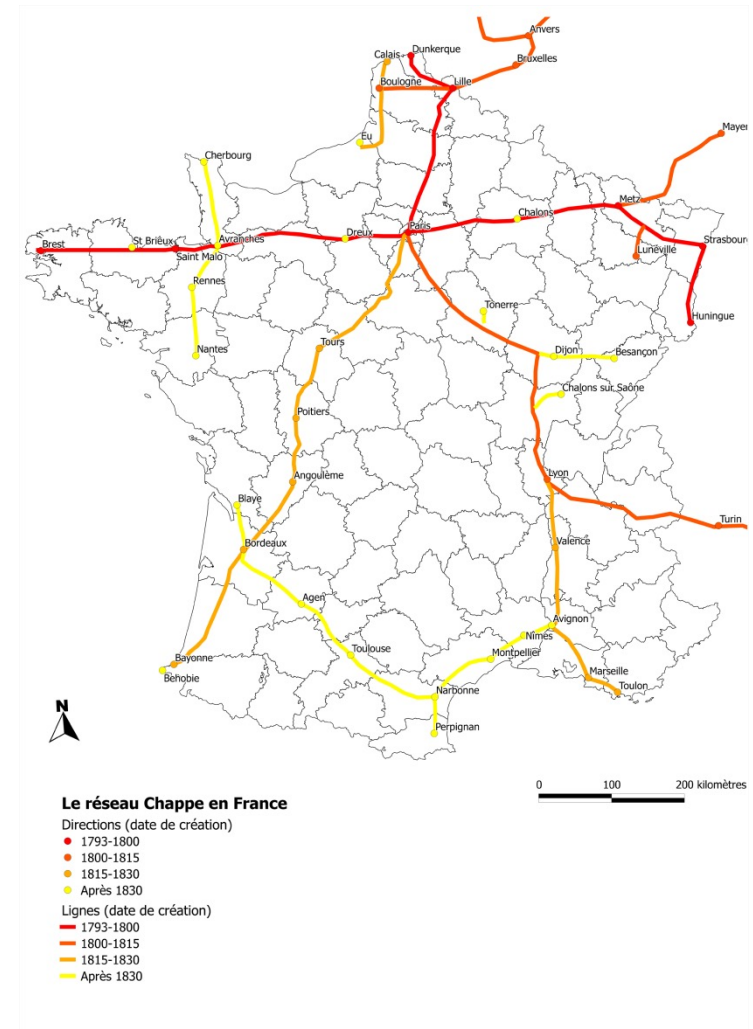 Anvers
Dunkerque
Calais
Bruxelles
Boulogne
Lille
Mayer
Eu
Cherbourg
Metz
Chalons
Paris
Dreux
St Brieux
Avranches
Strasbourg
Brest
Saint Malo
Lunéville
Rennes
Tonerre
Huningue
Tours
Nantes
Dijon
Besançon
Chalons sur Saône
Poitiers
Angoulème
Lyon
Blaye
Turin
Bordeaux
Valence
Agen
Avignon
Nîmes
Toulouse
Montpellier
Bayonne
Marseille
Behobie
Toulon
Narbonne
N
Perpignan
0 100 200 kilomètres
Le réseau Chappe en France
Directions (date de création)
1793-1800
1800-1815
1815-1830
Après 1830
Lignes (date de création)
1793-1800
1800-1815
1815-1830
Après 1830